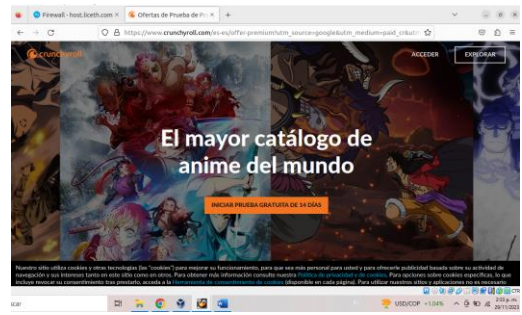 Firewall - host.liceth.com ×
Ofertas de Prueba de Pre ×
https://www.crunchyroll.com/es-es/offer-premium?utm_source=google&utm_medium=paid_cr&utm
crunchyroll
ACCEDER
EXPLORAR
El mayor catálogo de
anime del mundo
INICIAR PRUEBA GRATUITA DE 14 DÍAS
Nuestro sitio utiliza cookies y otras tecnologías (las "cookies") para mejorar su funcionamiento, para que sea más personal para usted y para ofrecerle publicidad basada sobre su actividad de
navegación y sus intereses tanto en este sitio como en otros. Para obtener más información consulte nuestra Política de privacidad y de cookies. Para opciones sobre cookies específicas, lo que
incluye revocar su consentimiento tras prestarlo, acceda a la Herramienta de consentimiento de cookies (disponible en cada página). Para utilizar nuestros sitios y aplicaciones no es necesario
scar
USD/COP +1,04%
2:03 p. m.
29/11/2023